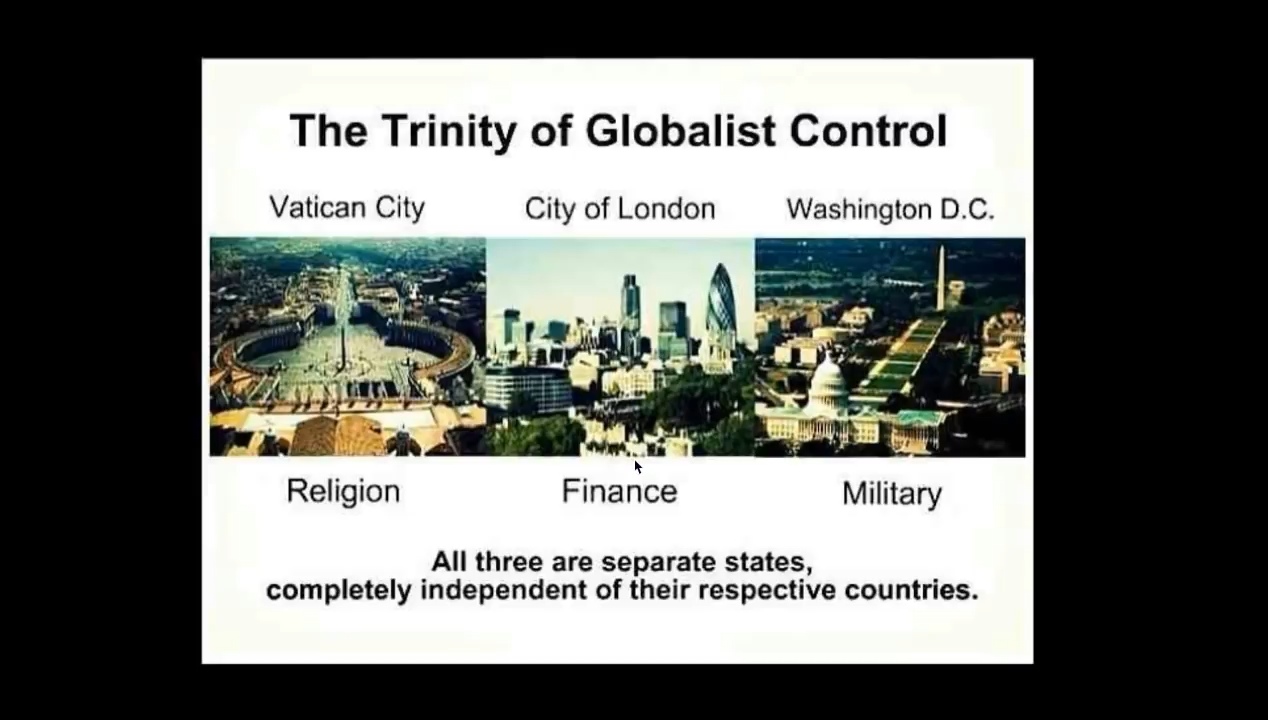 The Trinity of Globalist Control
Vatican City
City of London
Washington D.C.
Religion
Finance
Military
All three are separate states,
completely independent of their respective countries.